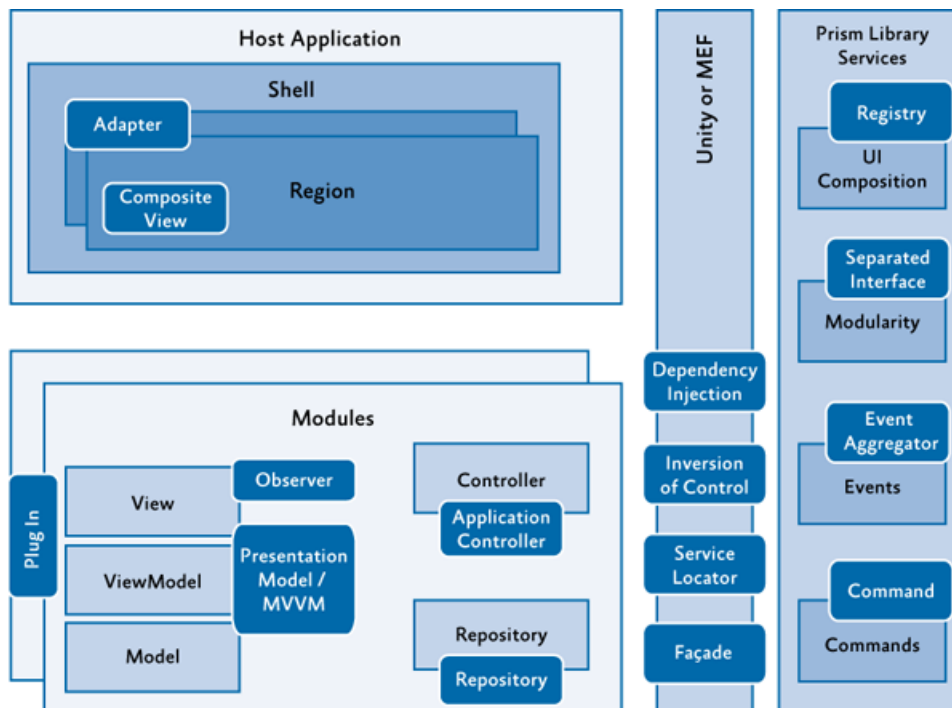 Host Application
Shell
Adapter
Region
Composite
View
Modules
Plug In
View
Observer
ViewModel
Presentation
Model /
MVVM
Model
Controller
Application
Controller
Repository
Repository
Unity or MEF
Dependency
Injection
Inversion
of Control
Service
Locator
Façade
Prism Library
Services
Registry
UI
Composition
Separated
Interface
Modularity
Event
Aggregator
Events
Command
Commands